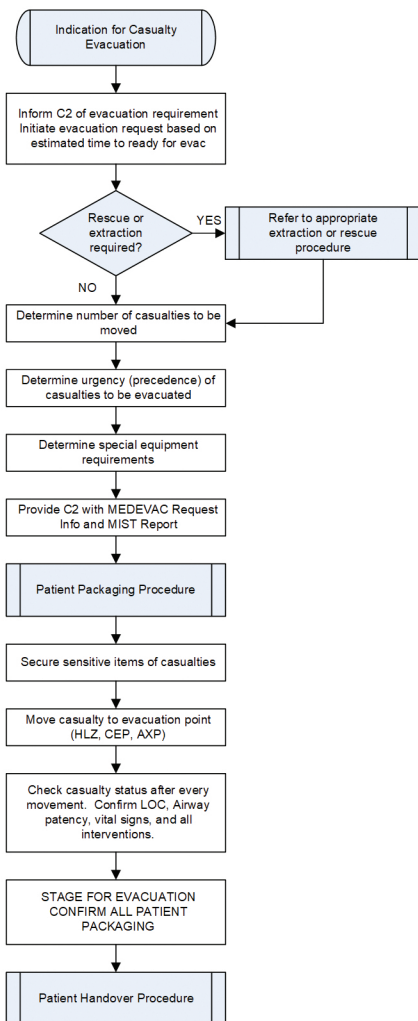 Indication for Casualty
Evacuation
Inform C2 of evacuation requirement
Initiate evacuation request based on
estimated time to ready for evac
Rescue or
extraction
required?
YES
Refer to appropriate
extraction or rescue
procedure
NO
Determine number of casualties to be
moved
Determine urgency (precedence) of
casualties to be evacuated
Determine special equipment
requirements
Provide C2 with MEDEVAC Request
Info and MIST Report
Patient Packaging Procedure
Secure sensitive items of casualties
Move casualty to evacuation point
(HLZ, CEP, AXP)
Check casualty status after every
movement.  Confirm LOC, Airway
patency, vital signs, and all
interventions.
STAGE FOR EVACUATION
CONFIRM ALL PATIENT
PACKAGING
Patient Handover Procedure